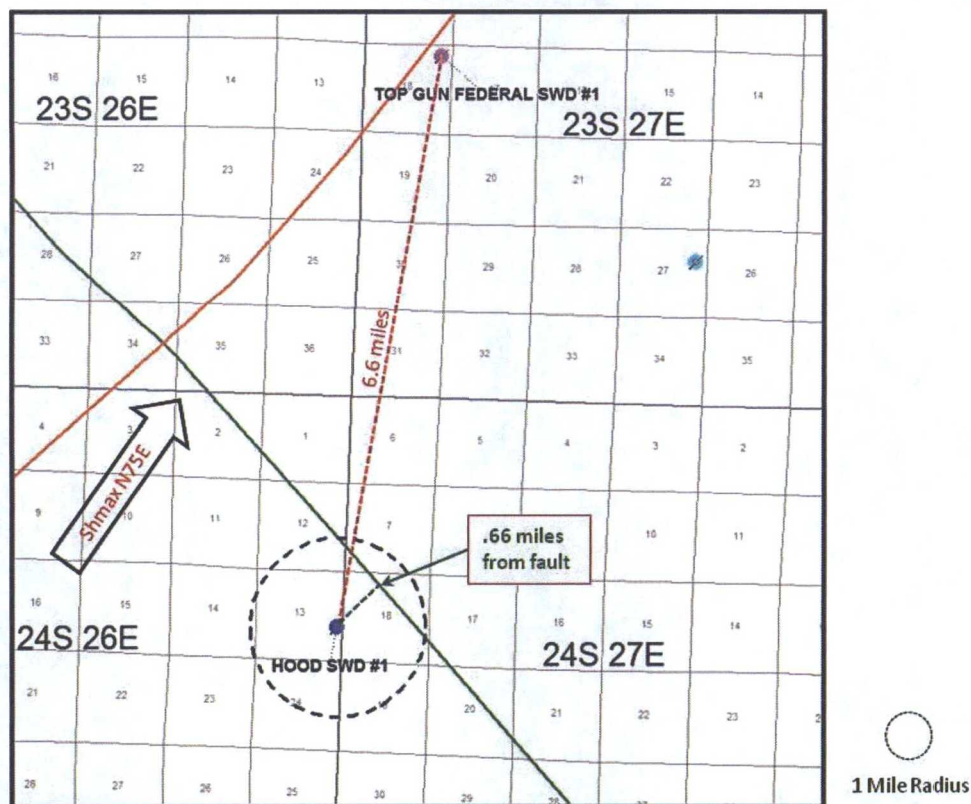 16 15 14 13 15 14
TOP GUN FEDERAL SWD #1
23S 26E
23S 27E
21 22 23 24 19 20 21 22 23
28 27 26 25 30 29 28 27 26
33 34 35 36 31 32 33 34 35
6.6 miles
4 3 2 1 6 5 4 3 2
Shmax N75E
9 10 11 12 7 10 11
.66 miles
from fault
16 15 14 13 18 17 16 15 14
24S 26E
24S 27E
HOOD SWD #1
21 22 23 24 19 20 21 22 23
28 27 26 25 30 29 28 27
1 Mile Radius